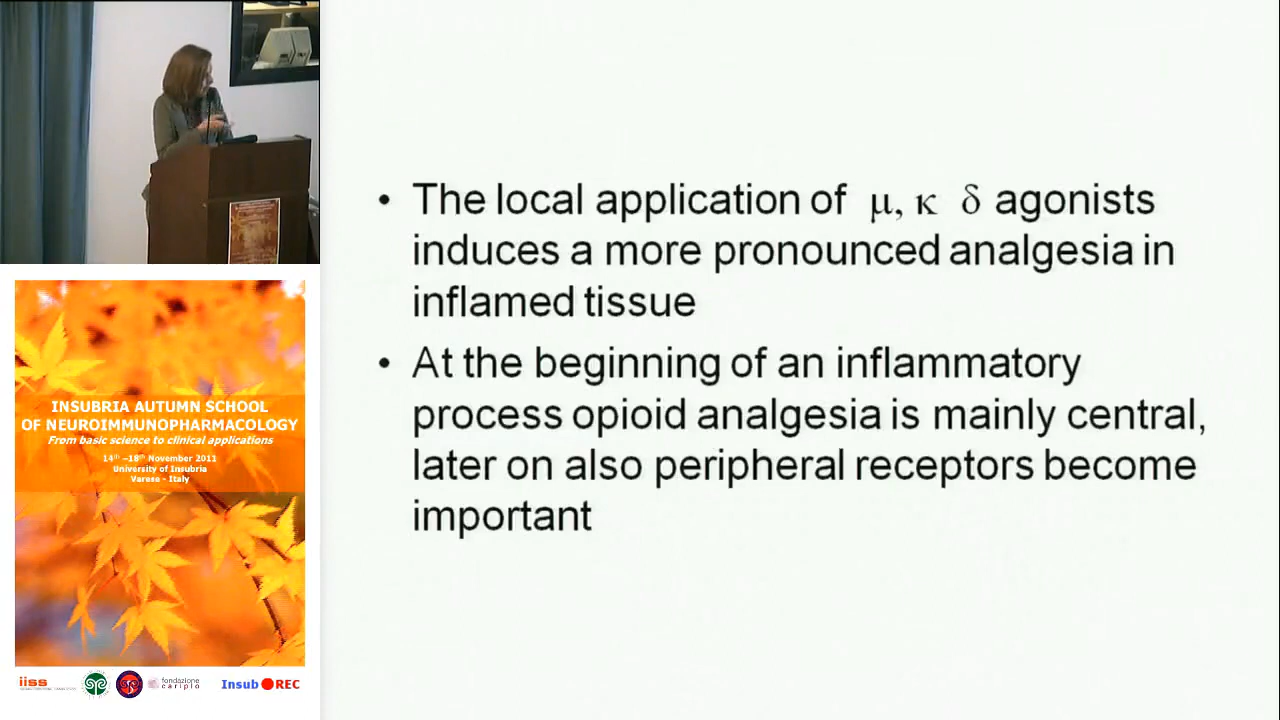 • The local application of μ, κ δ agonists
induces a more pronounced analgesia in
inflamed tissue
• At the beginning of an inflammatory
process opioid analgesia is mainly central,
later on also peripheral receptors become
important
INSUBRIA AUTUMN SCHOOL
OF NEUROIMMUNOPHARMACOLOGY
From basic science to clinical applications
14th –18th November 2011
University of Insubria
Varese - Italy
iiss
fondazione
cariplo
Insub REC